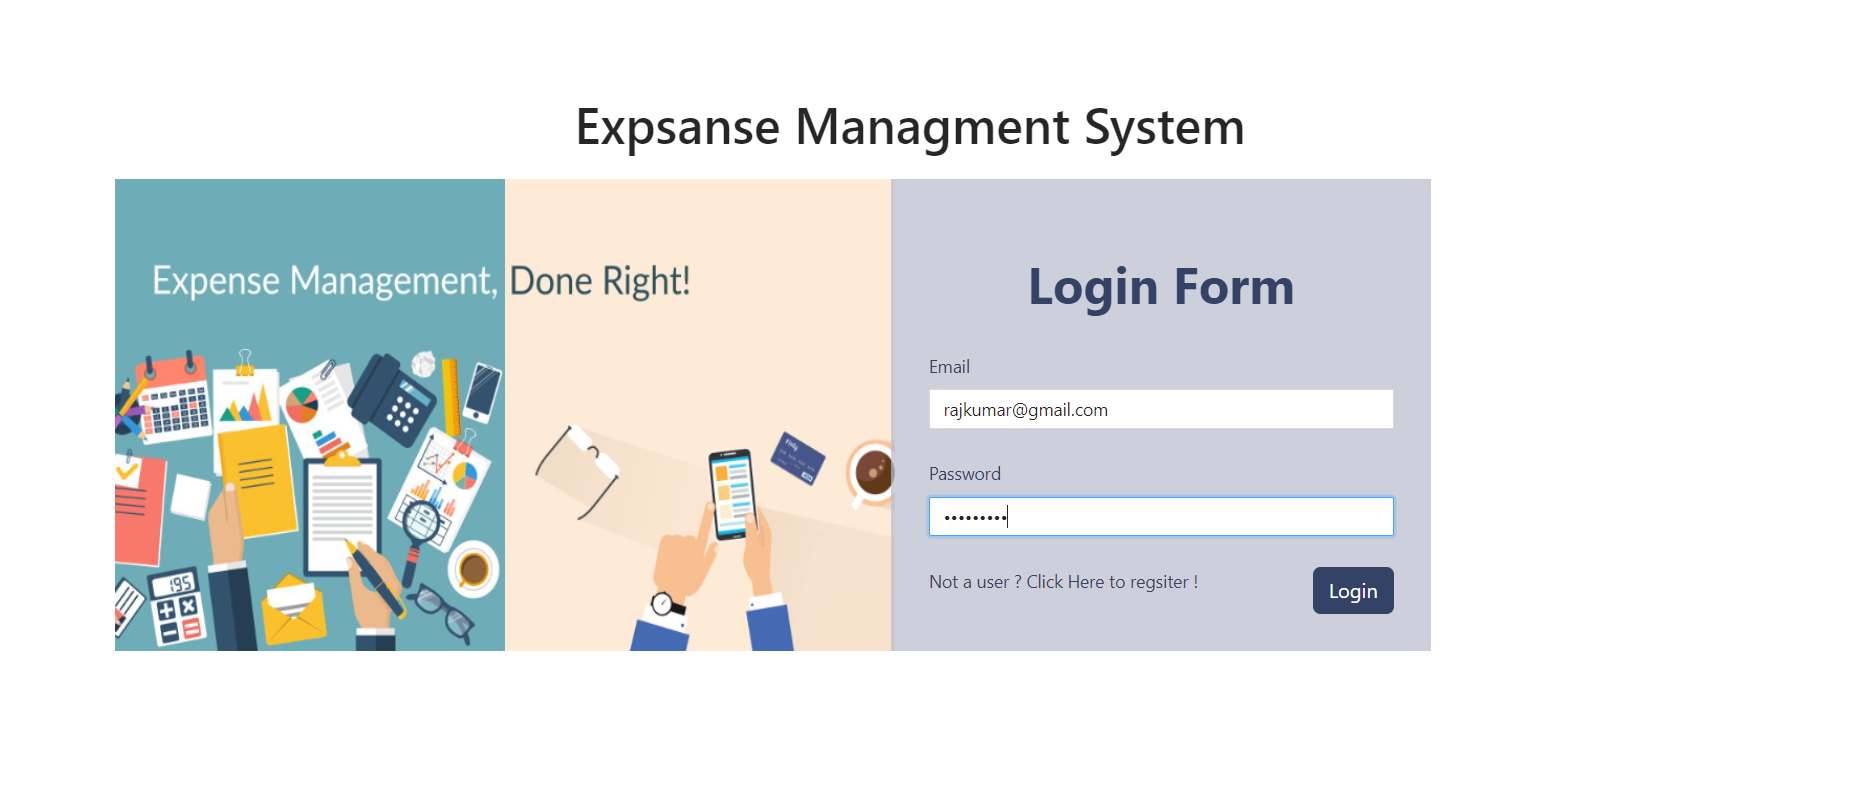 Expsanse Managment System
Expense Management, Done Right!
Login Form
Email
rajkumar@gmail.com
Password
•••••••••
Not a user ? Click Here to regsiter !
Login
195